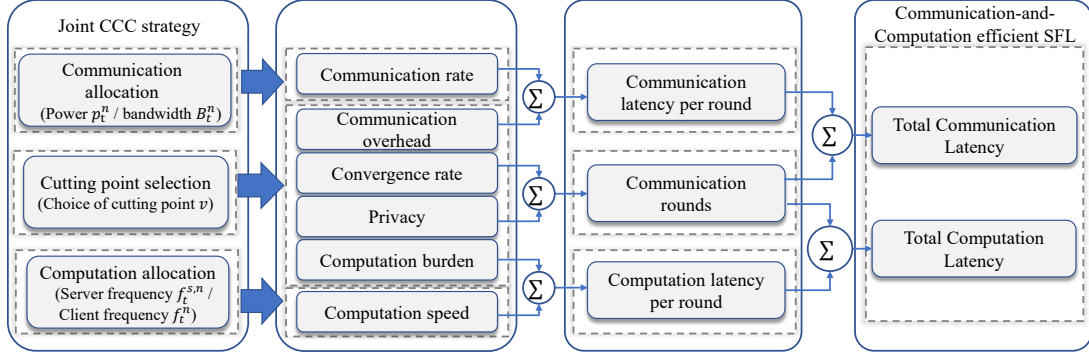 Joint CCC strategy
Communication
allocation
(Power p_t^n / bandwidth B_t^n)
Cutting point selection
(Choice of cutting point v)
Computation allocation
(Server frequency f_t^{s,n} /
Client frequency f_t^n)
Communication rate
Communication
overhead
Convergence rate
Privacy
Computation burden
Computation speed
Σ
Σ
Σ
Communication
latency per round
Communication
rounds
Computation latency
per round
Σ
Σ
Communication-and-
Computation efficient SFL
Total Communication
Latency
Total Computation
Latency